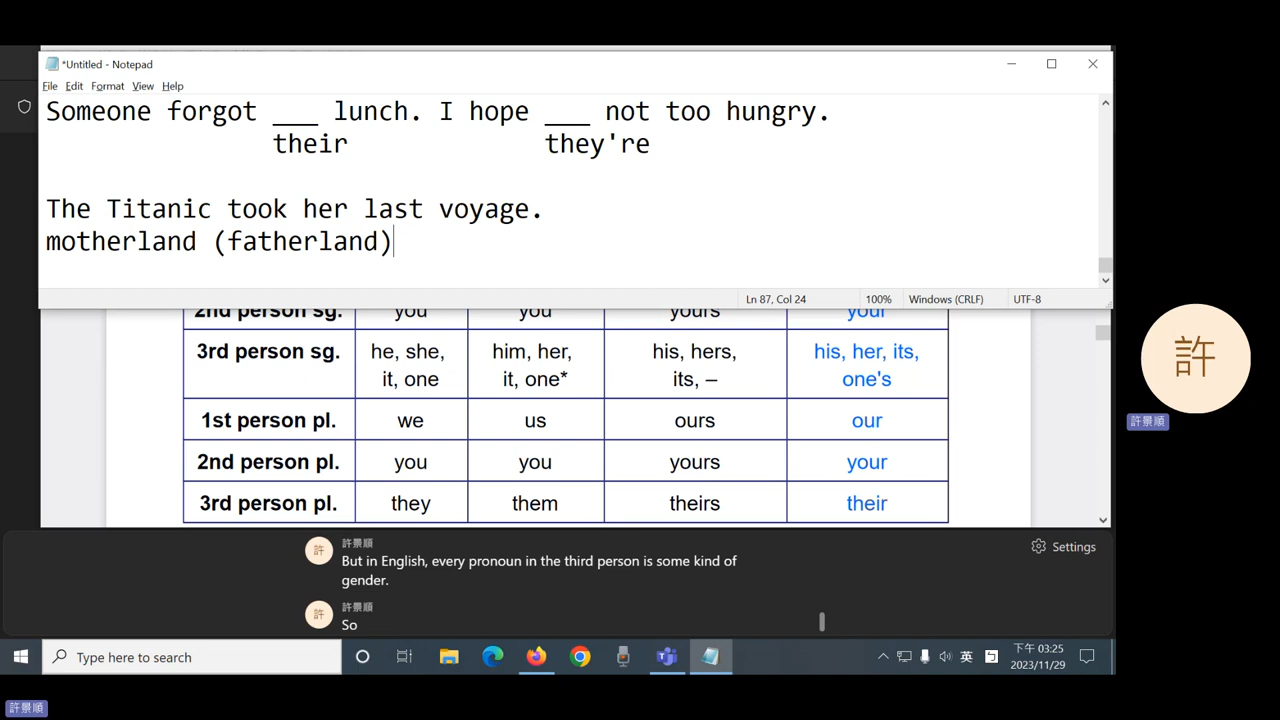 *Untitled - Notepad
File Edit Format View Help
Someone forgot ___ lunch. I hope ___ not too hungry.
their they're
The Titanic took her last voyage.
motherland (fatherland)
Ln 87, Col 24 100% Windows (CRLF) UTF-8
2nd person sg. you you yours your
3rd person sg. he, she, him, her, his, hers, his, her, its,
it, one it, one* its, – one's
1st person pl. we us ours our
2nd person pl. you you yours your
3rd person pl. they them theirs their
許
許景順
許 許景順
But in English, every pronoun in the third person is some kind of
gender.
Settings
許 許景順
So
Type here to search
英
下午 03:25
2023/11/29
許景順